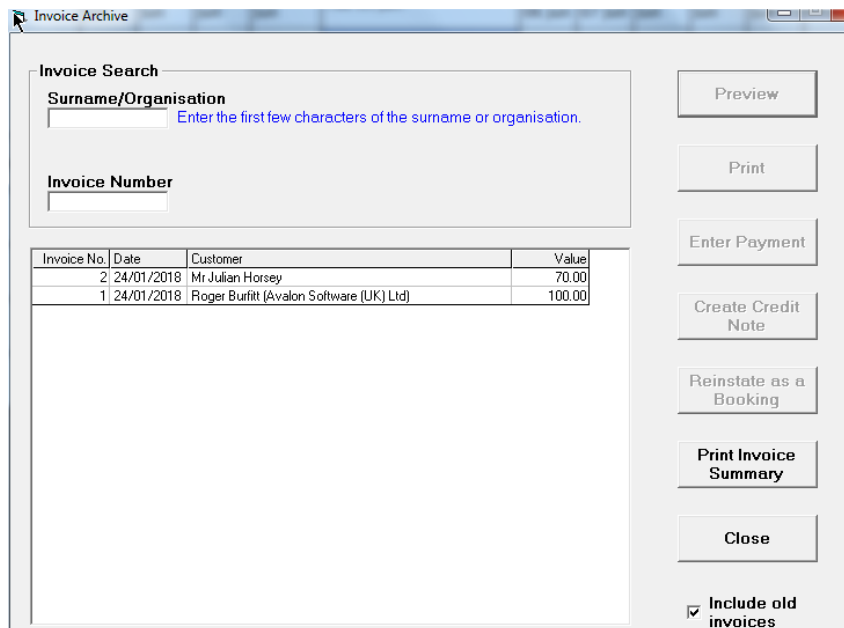 Invoice Archive
Invoice Search
Surname/Organisation
Enter the first few characters of the surname or organisation.
Invoice Number
Invoice No. Date Customer Value
2 24/01/2018 Mr Julian Horsey 70.00
1 24/01/2018 Roger Burfitt (Avalon Software (UK) Ltd) 100.00
Preview
Print
Enter Payment
Create Credit
Note
Reinstate as a
Booking
Print Invoice
Summary
Close
Include old
invoices